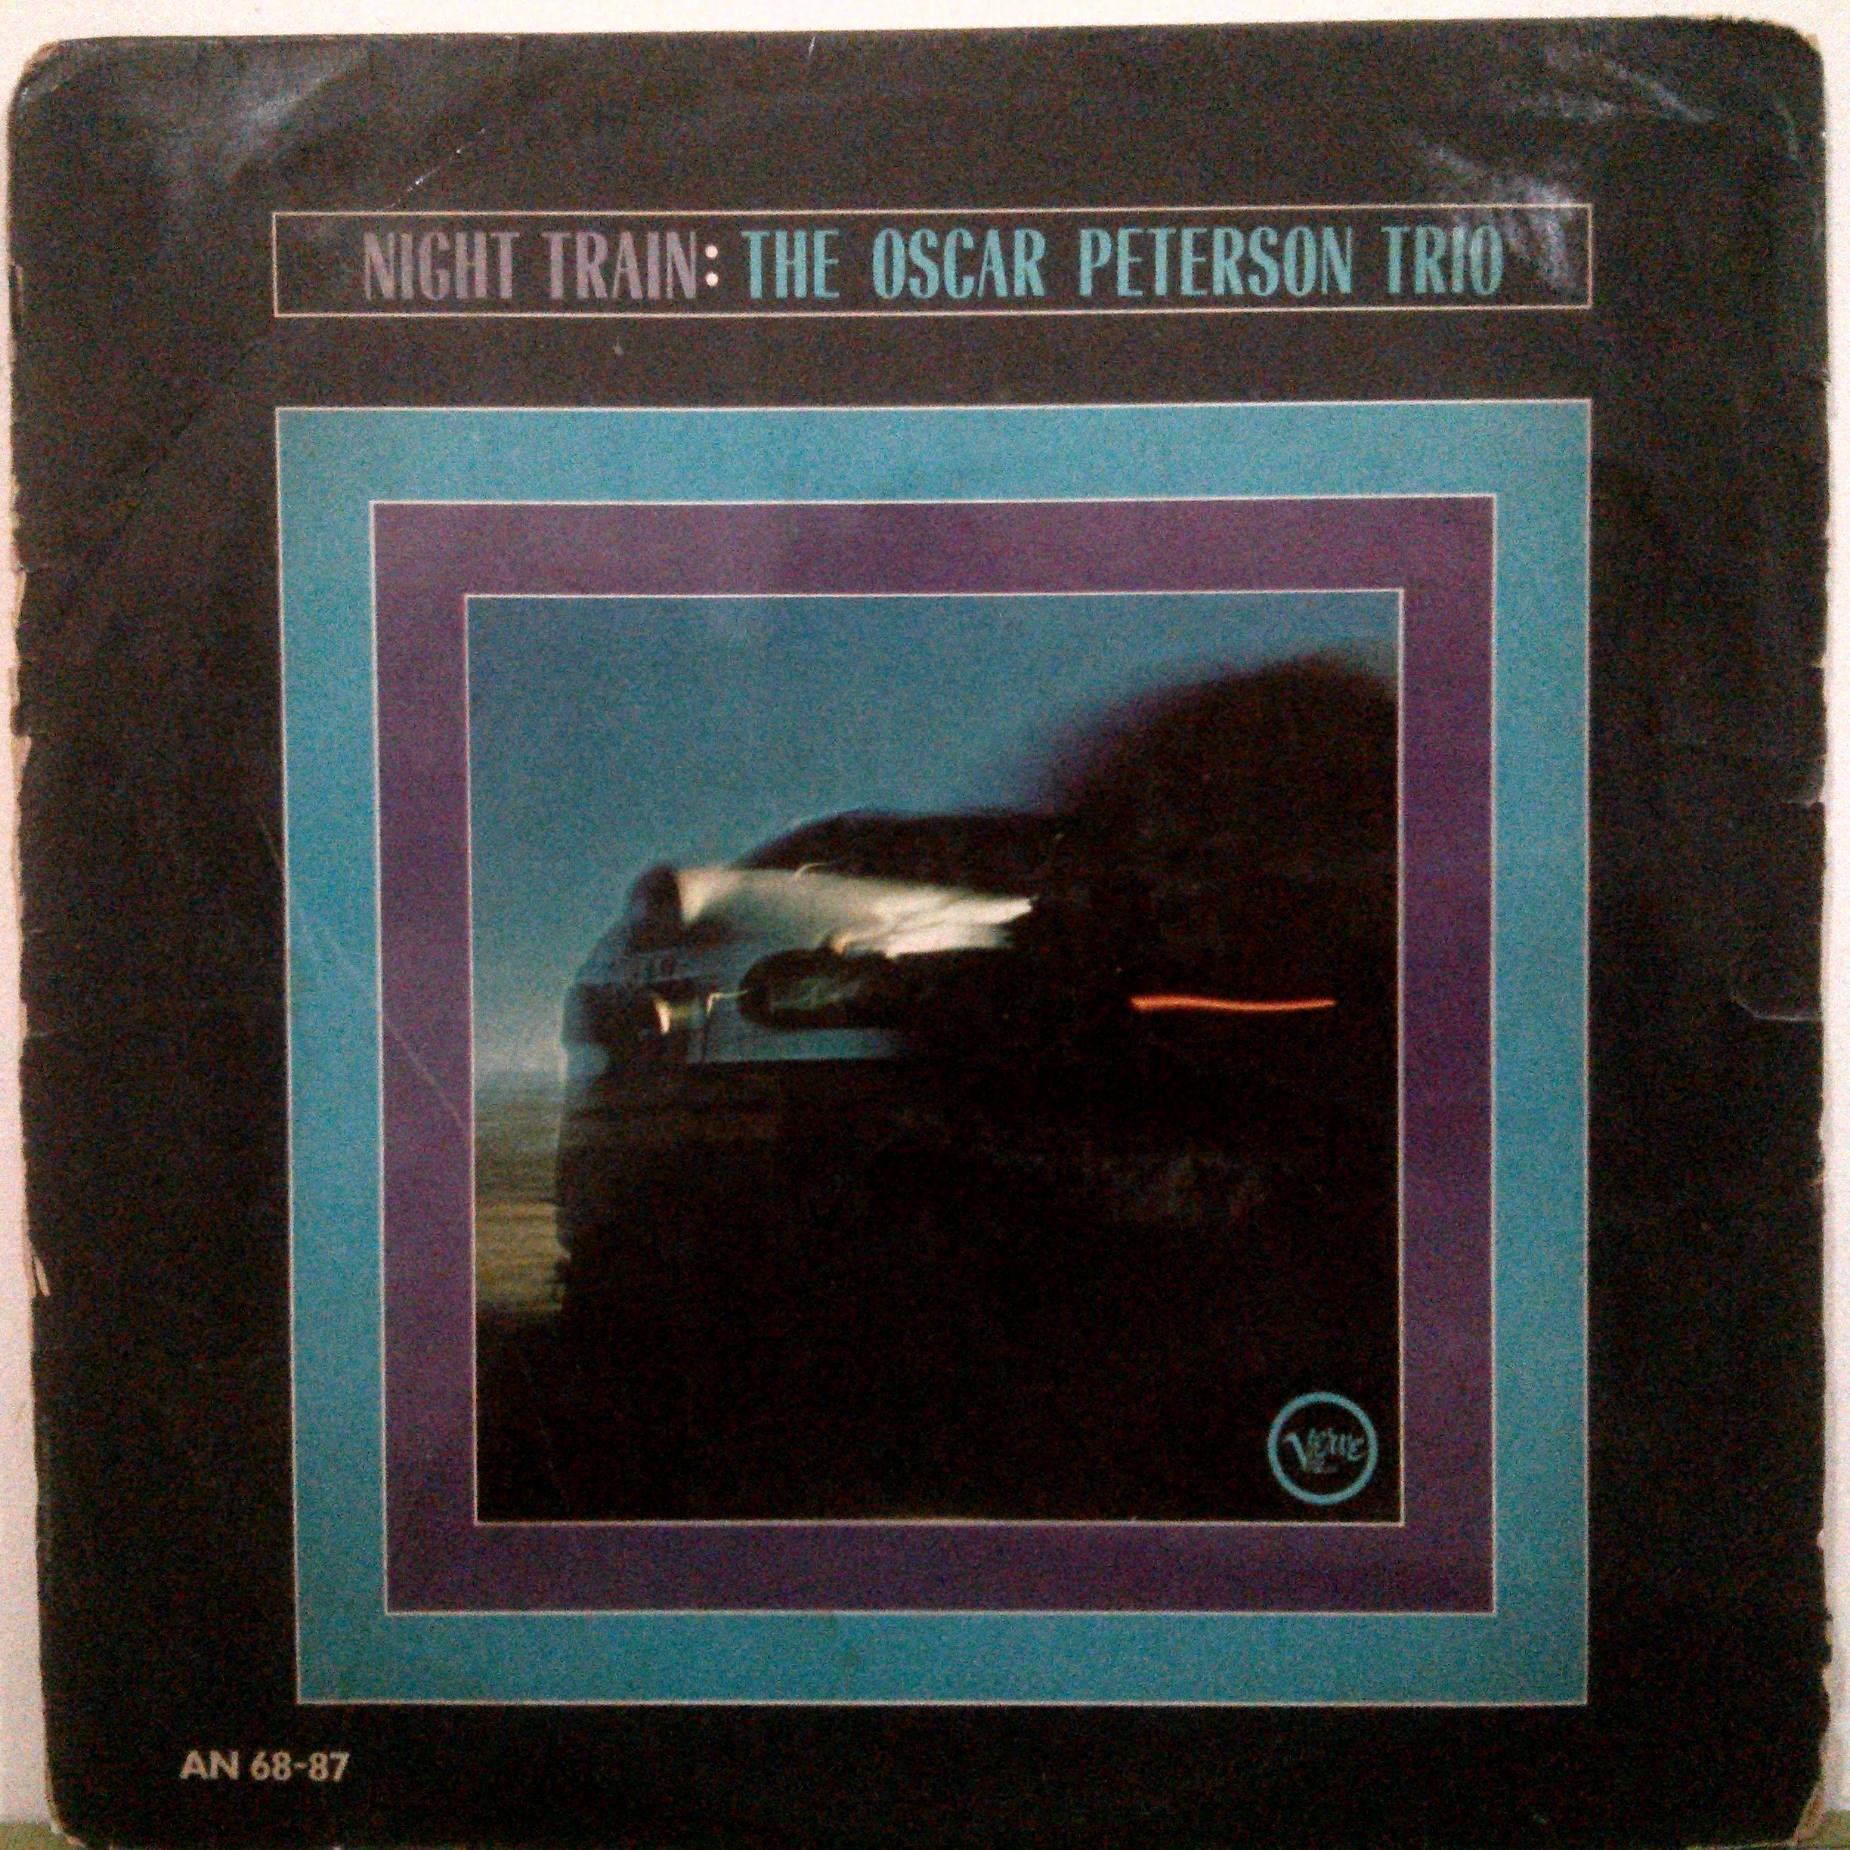 NIGHT TRAIN: THE OSCAR PETERSON TRIO
VERVE
AN 68-87